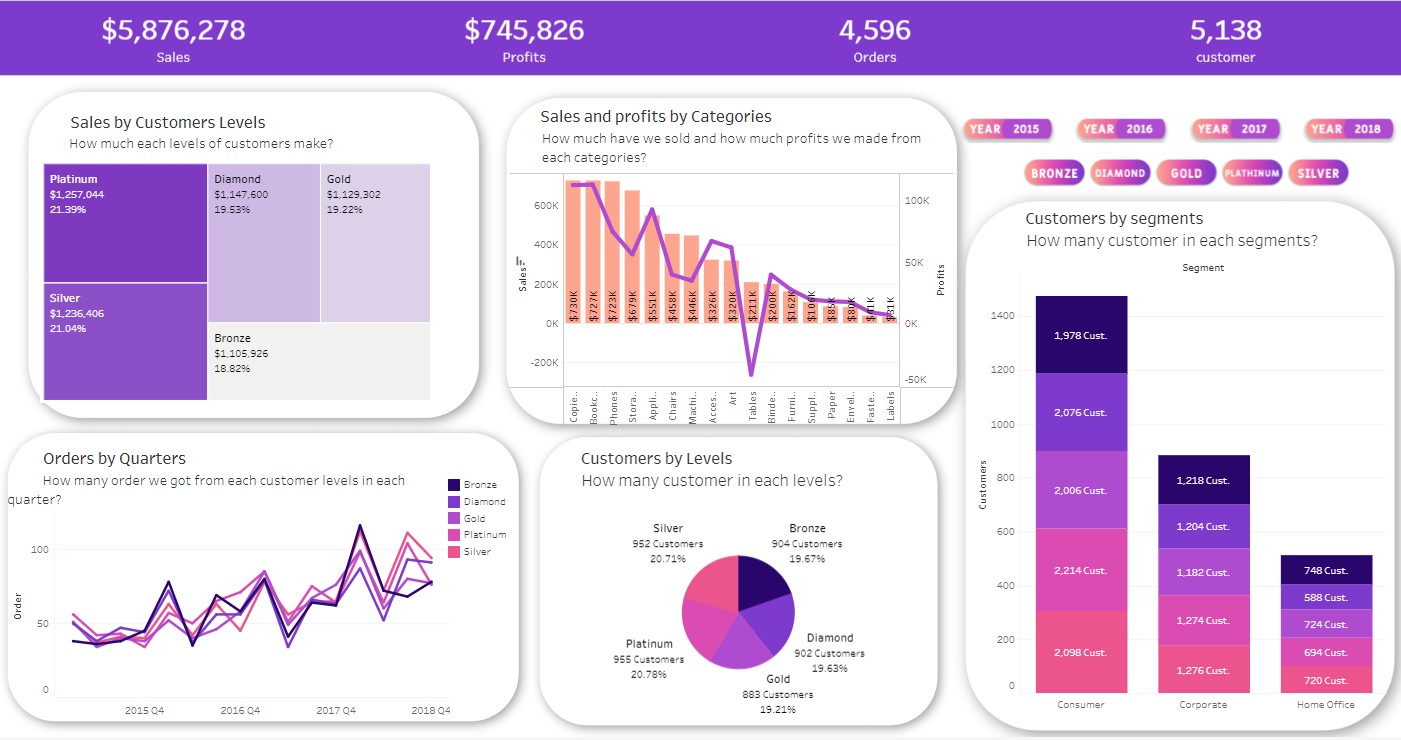 $5,876,278
Sales
$745,826
Profits
4,596
Orders
5,138
customer
Sales by Customers Levels
How much each levels of customers make?
Platinum
$1,257,044
21.39%
Silver
$1,236,406
21.04%
Diamond
$1,147,600
19.53%
Gold
$1,129,302
19.22%
Bronze
$1,105,926
18.82%
Sales and profits by Categories
How much have we sold and how much profits we made from
each categories?
600K
400K
200K
0K
-200K
Sales
100K
50K
0K
-50K
Profits
$730K
$727K
$723K
$679K
$551K
$458K
$446K
$326K
$320K
$211K
$200K
$162K
$85K
$80K
$41K
$31K
Copie..
Bookc..
Phones
Stora..
Appli..
Chairs
Machi..
Acces..
Art
Tables
Binde..
Furni..
Suppl..
Paper
Envel..
Faste..
Labels
YEAR 2015
YEAR 2016
YEAR 2017
YEAR 2018
BRONZE
DIAMOND
GOLD
PLATHINUM
SILVER
Customers by segments
How many customer in each segments?
Segment
1400
1200
1000
800
600
400
200
0
Customers
1,978 Cust.
2,076 Cust.
2,006 Cust.
2,214 Cust.
2,098 Cust.
1,218 Cust.
1,204 Cust.
1,182 Cust.
1,274 Cust.
1,276 Cust.
748 Cust.
588 Cust.
724 Cust.
694 Cust.
720 Cust.
Consumer
Corporate
Home Office
Orders by Quarters
How many order we got from each customer levels in each
quarter?
Bronze
Diamond
Gold
Platinum
Silver
100
50
0
Order
2015 Q4
2016 Q4
2017 Q4
2018 Q4
Customers by Levels
How many customer in each levels?
Silver
952 Customers
20.71%
Bronze
904 Customers
19.67%
Platinum
955 Customers
20.78%
Diamond
902 Customers
19.63%
Gold
883 Customers
19.21%